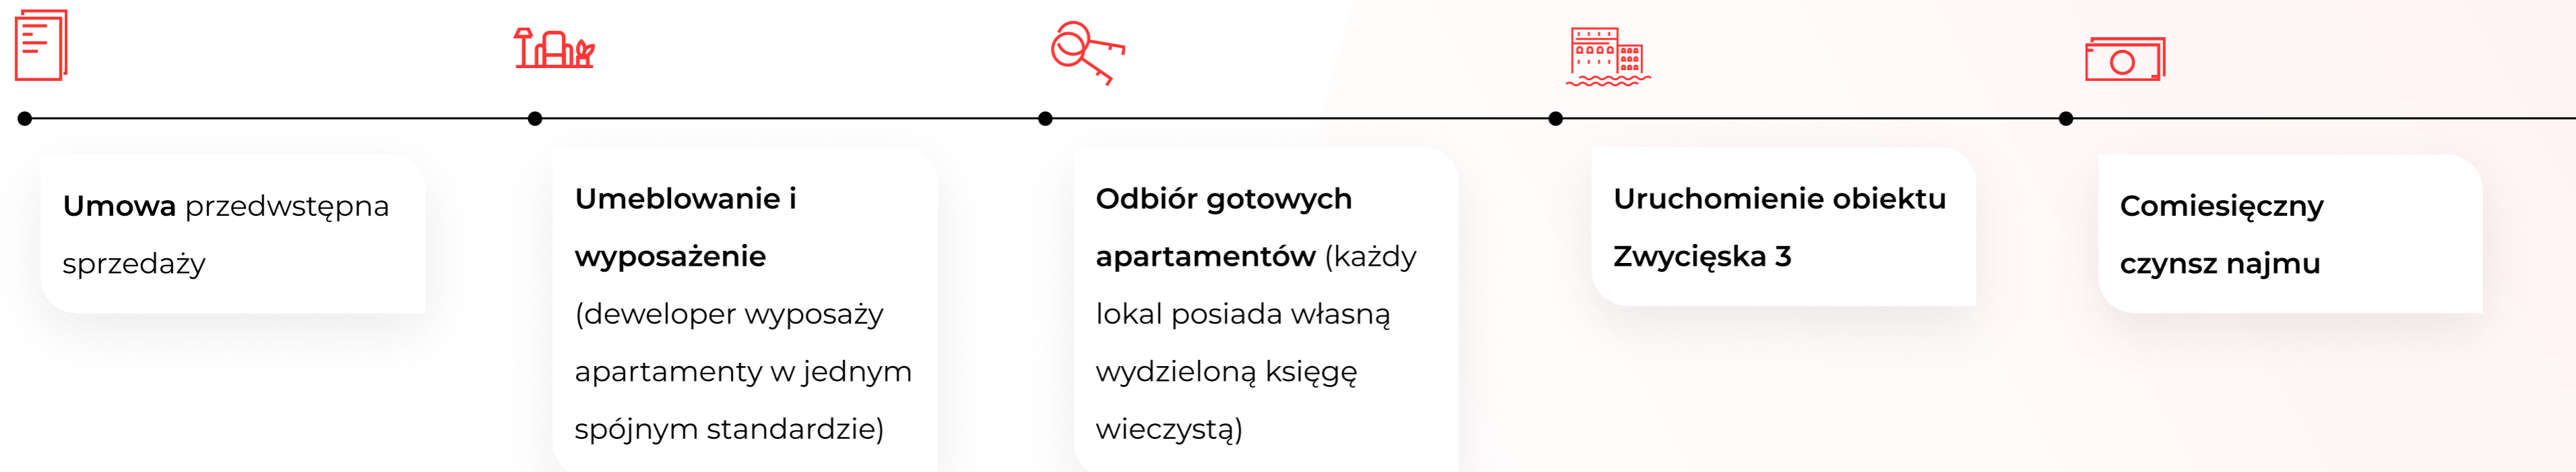 Umowa przedwstępna
sprzedaży
Umeblowanie i
wyposażenie
(deweloper wyposaży
apartamenty w jednym
spójnym standardzie)
Odbiór gotowych
apartamentów (każdy
lokal posiada własną
wydzieloną księgę
wieczystą)
Uruchomienie obiektu
Zwycięska 3
Comiesięczny
czynsz najmu